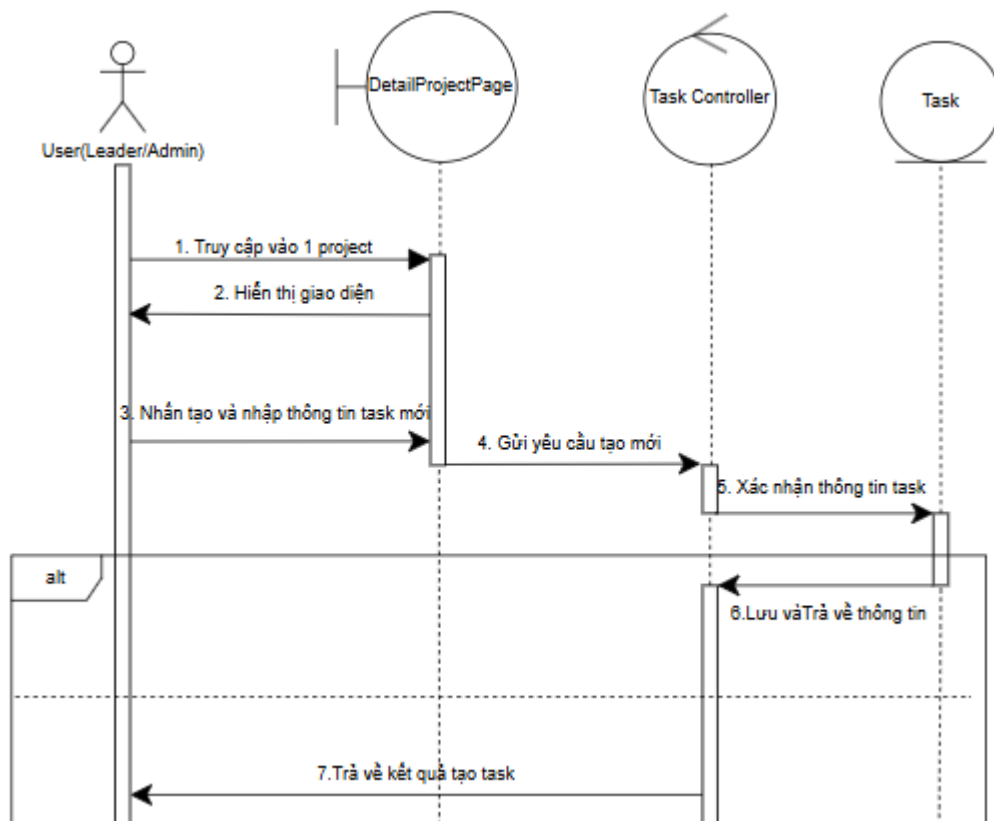 DetailProjectPage
Task Controller
Task
User(Leader/Admin)
1. Truy cập vào 1 project
2. Hiển thị giao diện
3. Nhấn tạo và nhập thông tin task mới
4. Gửi yêu cầu tạo mới
5. Xác nhận thông tin task
alt
6.Lưu vàTrả về thông tin
7.Trả về kết quả tạo task